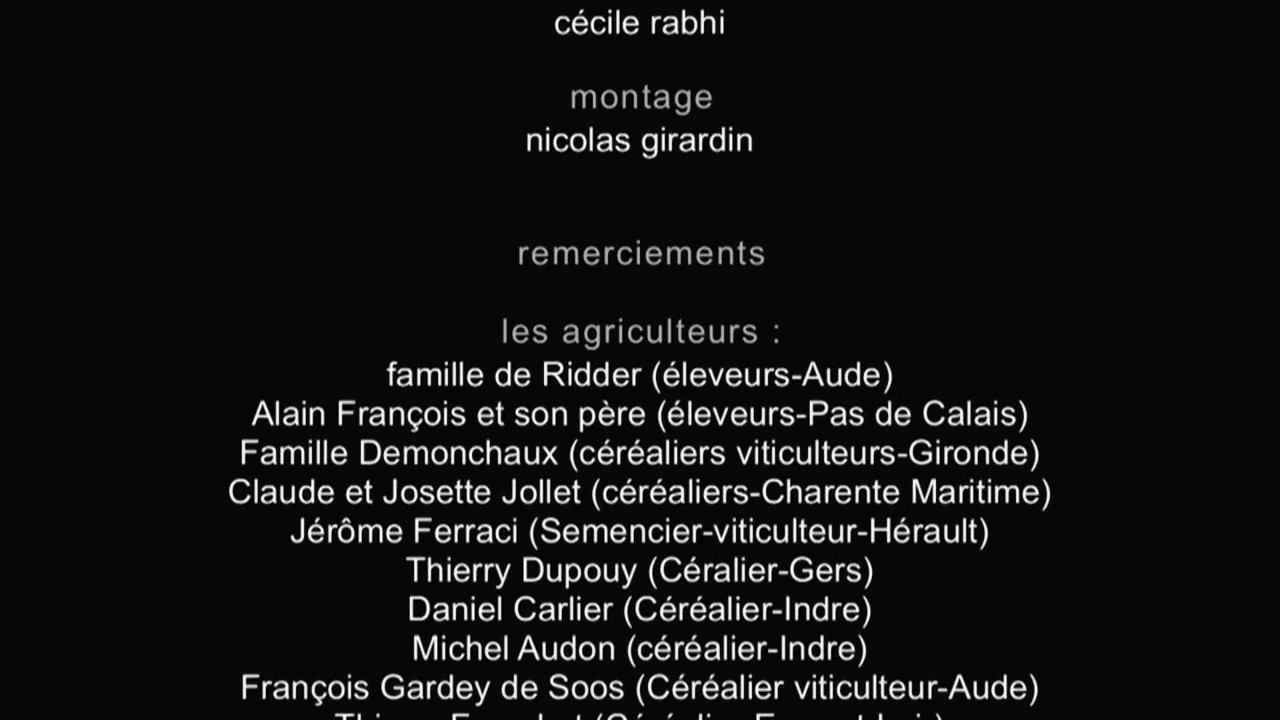 cécile rabhi
montage
nicolas girardin
remerciements
les agriculteurs :
famille de Ridder (éleveurs-Aude)
Alain François et son père (éleveurs-Pas de Calais)
Famille Demonchaux (céréaliers viticulteurs-Gironde)
Claude et Josette Jollet (céréaliers-Charente Maritime)
Jérôme Ferraci (Semencier-viticulteur-Hérault)
Thierry Dupouy (Céralier-Gers)
Daniel Carlier (Céréalier-Indre)
Michel Audon (céréalier-Indre)
François Gardey de Soos (Céréalier viticulteur-Aude)